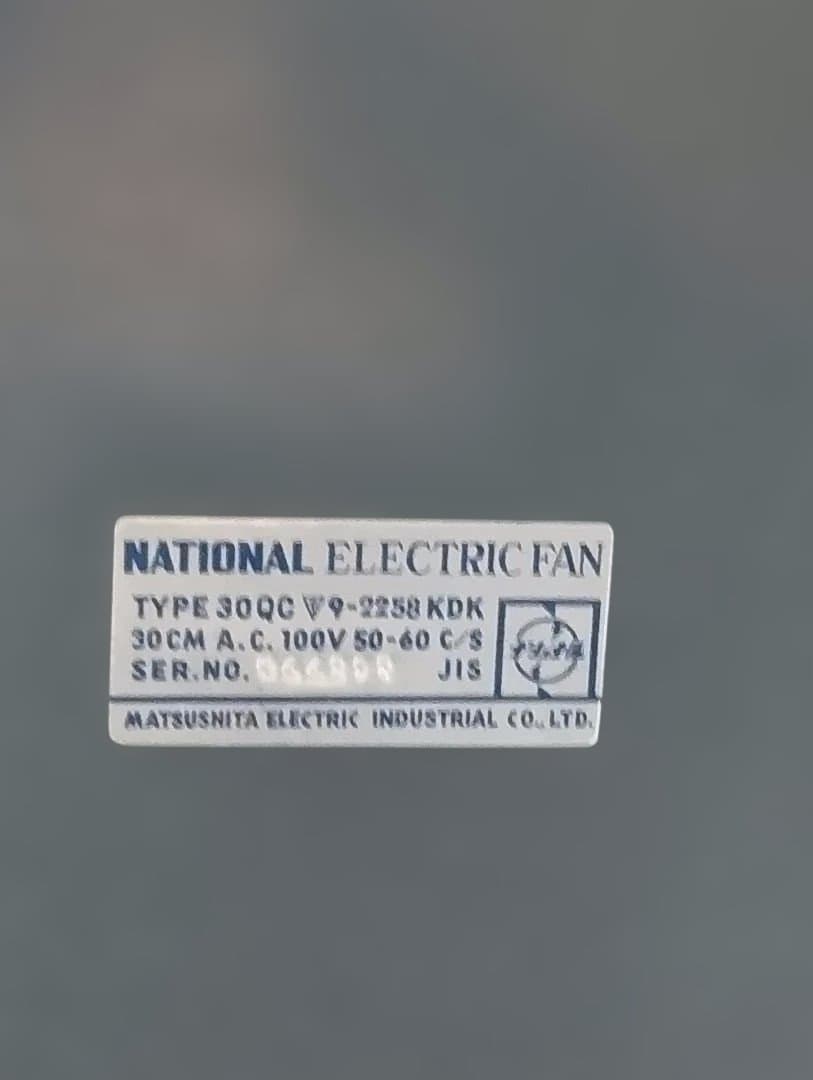 NATIONAL ELECTRIC FAN
TYPE 30QC ▽9-2258 KDK
30CM A.C. 100V 50-60 C/S
SER.NO. JIS
MATSUSHITA ELECTRIC INDUSTRIAL CO., LTD.